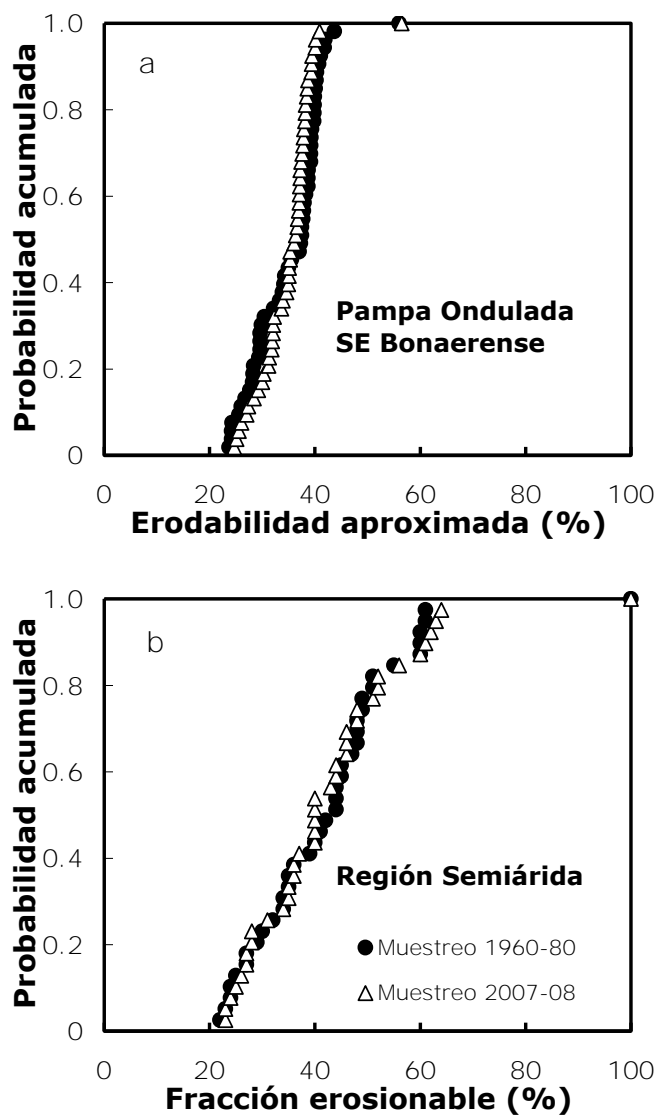 1.0
a
0.8
0.6
0.4
0.2
0
Probabilidad acumulada
Pampa Ondulada
SE Bonaerense
0 20 40 60 80 100
Erodabilidad aproximada (%)
1.0
b
0.8
0.6
0.4
0.2
0
Probabilidad acumulada
Región Semiárida
Muestreo 1960-80
Muestreo 2007-08
0 20 40 60 80 100
Fracción erosionable (%)